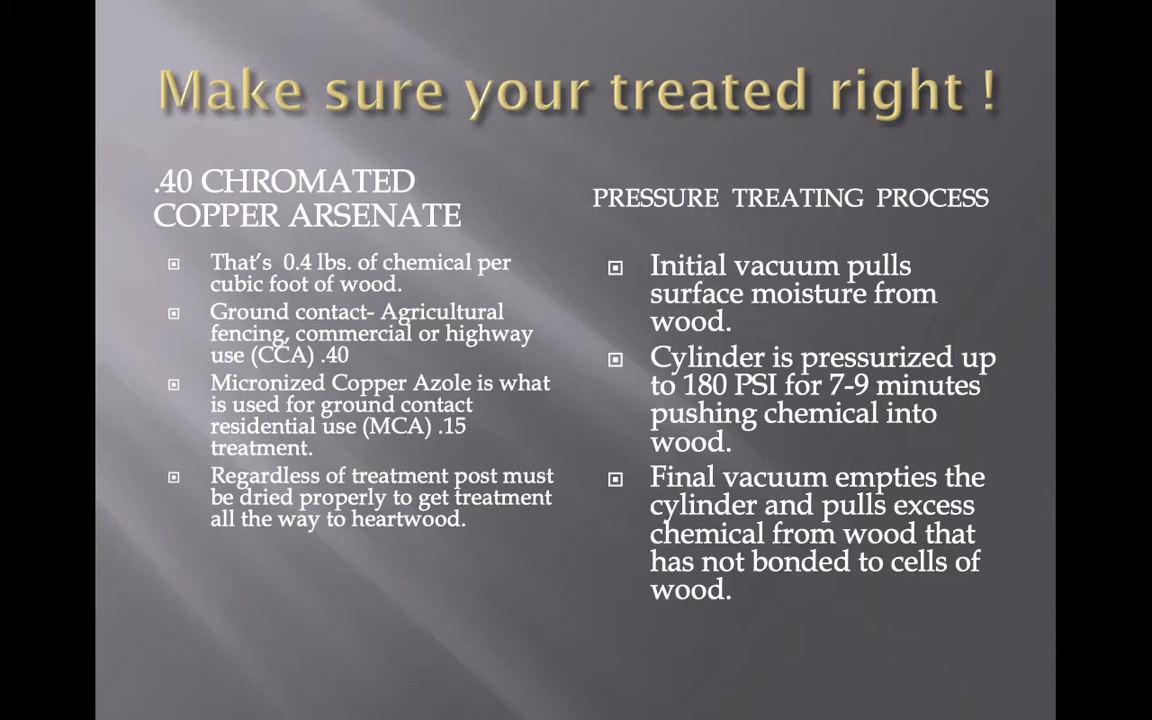 Make sure your treated right !
.40 CHROMATED
COPPER ARSENATE
That’s 0.4 lbs. of chemical per
cubic foot of wood.
Ground contact- Agricultural
fencing, commercial or highway
use (CCA) .40
Micronized Copper Azole is what
is used for ground contact
residential use (MCA) .15
treatment.
Regardless of treatment post must
be dried properly to get treatment
all the way to heartwood.
PRESSURE TREATING PROCESS
Initial vacuum pulls
surface moisture from
wood.
Cylinder is pressurized up
to 180 PSI for 7-9 minutes
pushing chemical into
wood.
Final vacuum empties the
cylinder and pulls excess
chemical from wood that
has not bonded to cells of
wood.